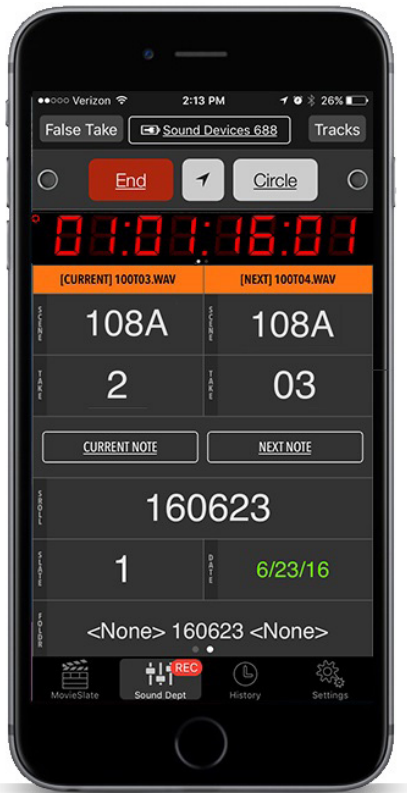 Verizon 2:13 PM 26%
False Take Sound Devices 688 Tracks
End Circle
01:01:16:01
[CURRENT] 100T03.WAV [NEXT] 100T04.WAV
SCENE 108A SCENE 108A
TAKE 2 TAKE 03
CURRENT NOTE NEXT NOTE
SROLL 160623
SLATE 1 DATE 6/23/16
FOLDR <None> 160623 <None>
REC
MovieSlate Sound Dept History Settings